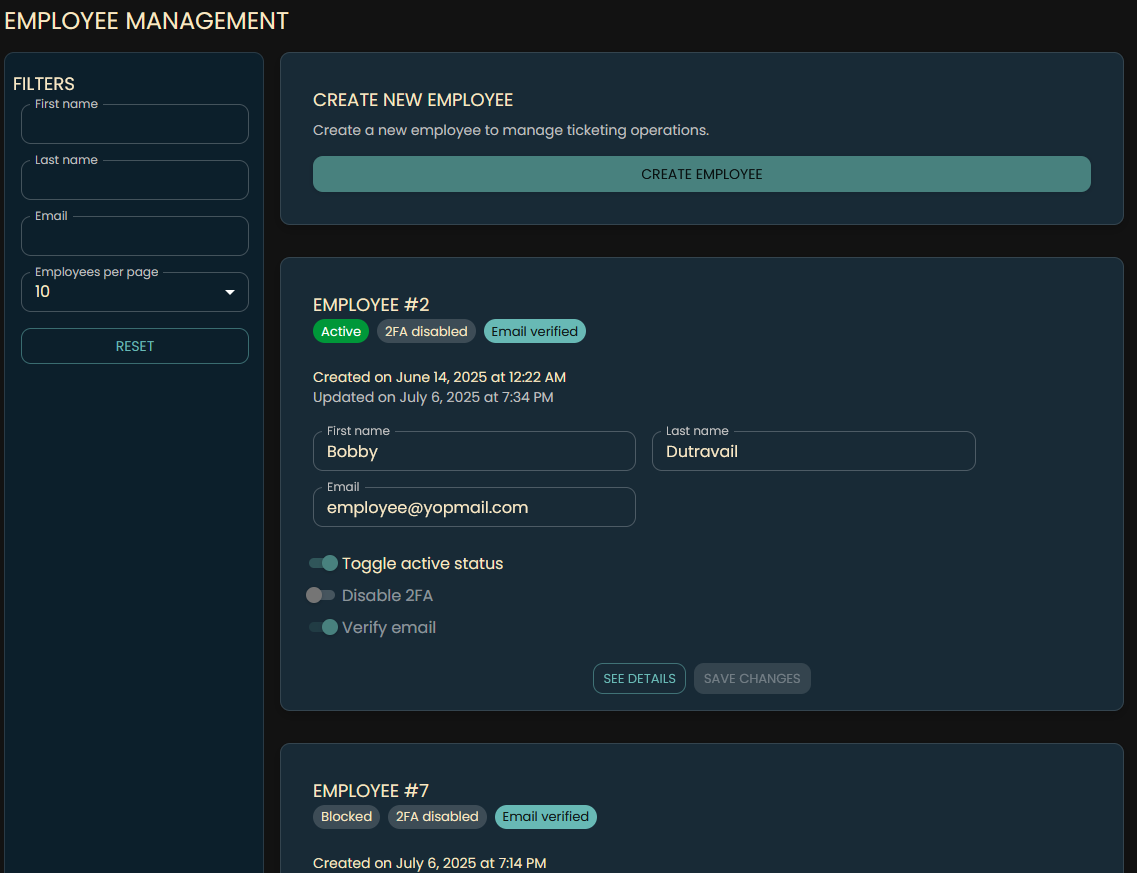 EMPLOYEE MANAGEMENT
FILTERS
First name
Last name
Email
Employees per page
10
RESET
CREATE NEW EMPLOYEE
Create a new employee to manage ticketing operations.
CREATE EMPLOYEE
EMPLOYEE #2
Active 2FA disabled Email verified
Created on June 14, 2025 at 12:22 AM
Updated on July 6, 2025 at 7:34 PM
First name Last name
Bobby Dutravail
Email
employee@yopmail.com
Toggle active status
Disable 2FA
Verify email
SEE DETAILS SAVE CHANGES
EMPLOYEE #7
Blocked 2FA disabled Email verified
Created on July 6, 2025 at 7:14 PM